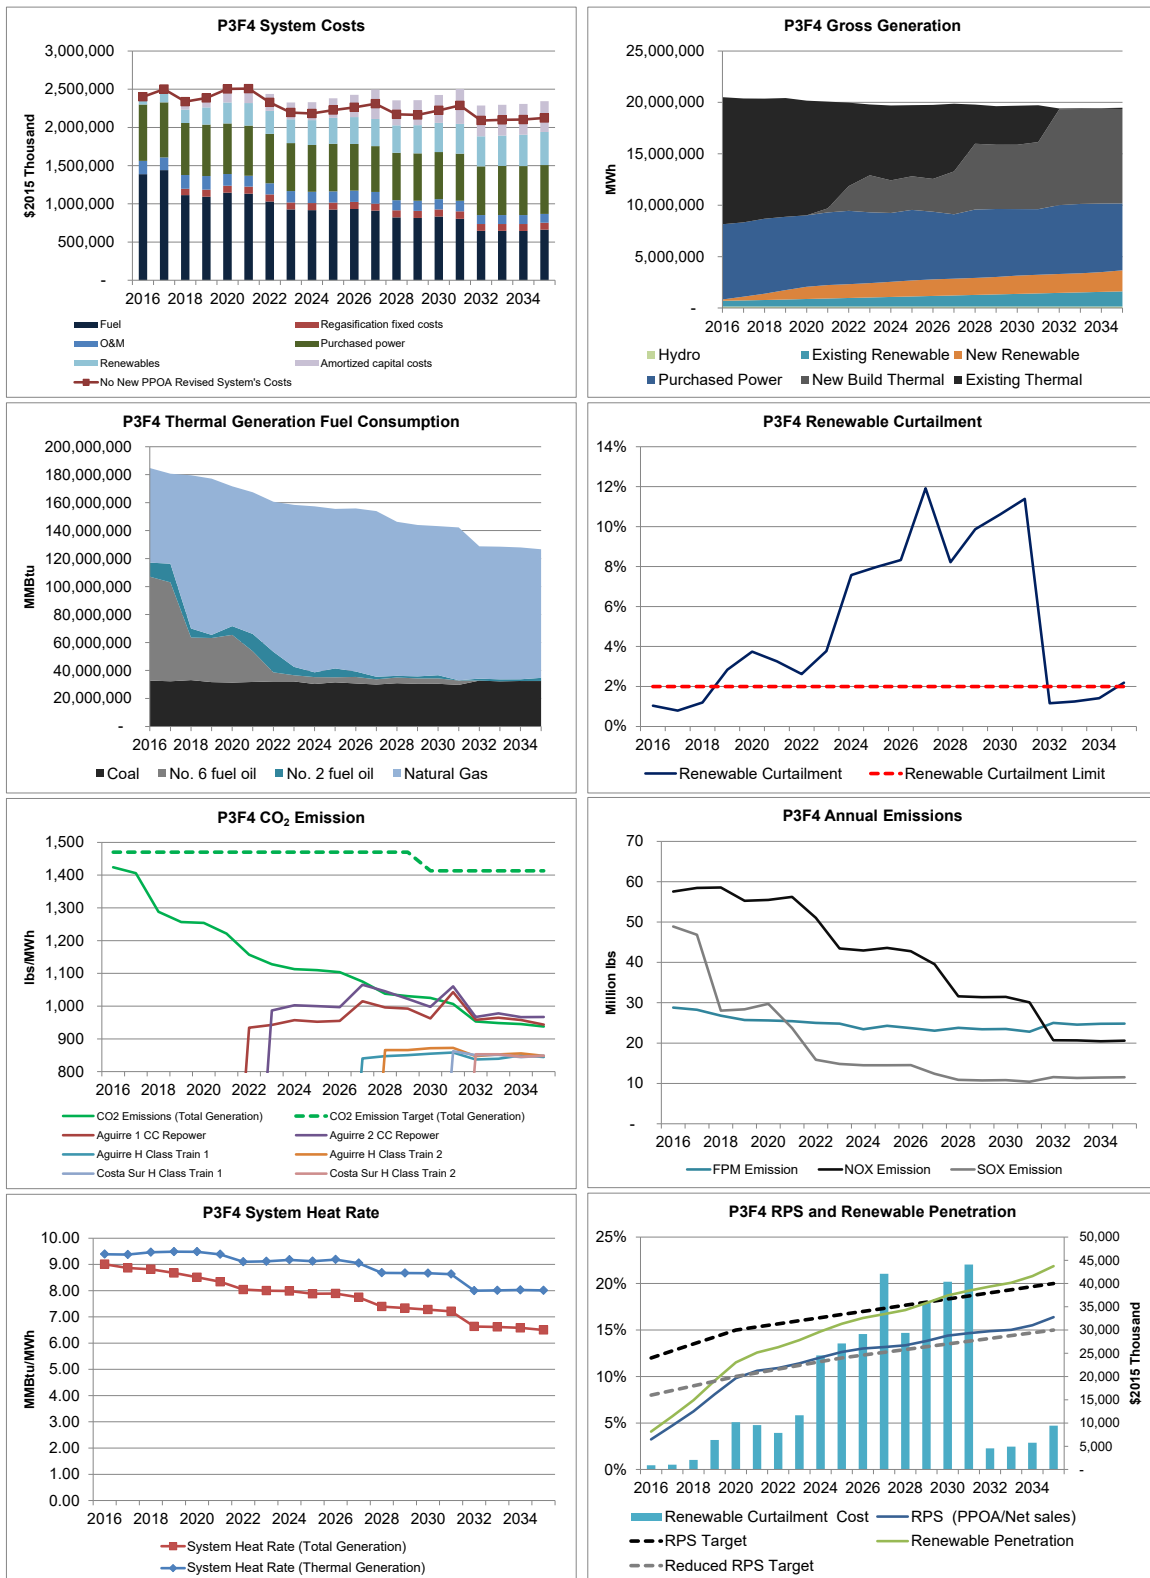 P3F4 System Costs
$2015 Thousand
3,000,000
2,500,000
2,000,000
1,500,000
1,000,000
500,000
-
2016 2018 2020 2022 2024 2026 2028 2030 2032 2034
Fuel
Regasification fixed costs
O&M
Purchased power
Renewables
Amortized capital costs
No New PPOA Revised System's Costs
P3F4 Gross Generation
MWh
25,000,000
20,000,000
15,000,000
10,000,000
5,000,000
-
2016 2018 2020 2022 2024 2026 2028 2030 2032 2034
Hydro Existing Renewable New Renewable
Purchased Power New Build Thermal Existing Thermal
P3F4 Thermal Generation Fuel Consumption
MMBtu
200,000,000
180,000,000
160,000,000
140,000,000
120,000,000
100,000,000
80,000,000
60,000,000
40,000,000
20,000,000
-
2016 2018 2020 2022 2024 2026 2028 2030 2032 2034
Coal No. 6 fuel oil No. 2 fuel oil Natural Gas
P3F4 Renewable Curtailment
14%
12%
10%
8%
6%
4%
2%
0%
2016 2018 2020 2022 2024 2026 2028 2030 2032 2034
Renewable Curtailment Renewable Curtailment Limit
P3F4 CO2 Emission
lbs/MWh
1,500
1,400
1,300
1,200
1,100
1,000
900
800
2016 2018 2020 2022 2024 2026 2028 2030 2032 2034
CO2 Emissions (Total Generation) CO2 Emission Target (Total Generation)
Aguirre 1 CC Repower Aguirre 2 CC Repower
Aguirre H Class Train 1 Aguirre H Class Train 2
Costa Sur H Class Train 1 Costa Sur H Class Train 2
P3F4 Annual Emissions
Million lbs
70
60
50
40
30
20
10
-
2016 2018 2020 2022 2024 2026 2028 2030 2032 2034
FPM Emission NOX Emission SOX Emission
P3F4 System Heat Rate
MMBtu/MWh
10.00
9.00
8.00
7.00
6.00
5.00
4.00
3.00
2.00
1.00
0.00
2016 2018 2020 2022 2024 2026 2028 2030 2032 2034
System Heat Rate (Total Generation)
System Heat Rate (Thermal Generation)
P3F4 RPS and Renewable Penetration
25%
20%
15%
10%
5%
0%
50,000
45,000
40,000
35,000
30,000
25,000
20,000
15,000
10,000
5,000
-
$2015 Thousand
2016 2018 2020 2022 2024 2026 2028 2030 2032 2034
Renewable Curtailment Cost RPS (PPOA/Net sales)
RPS Target Renewable Penetration
Reduced RPS Target